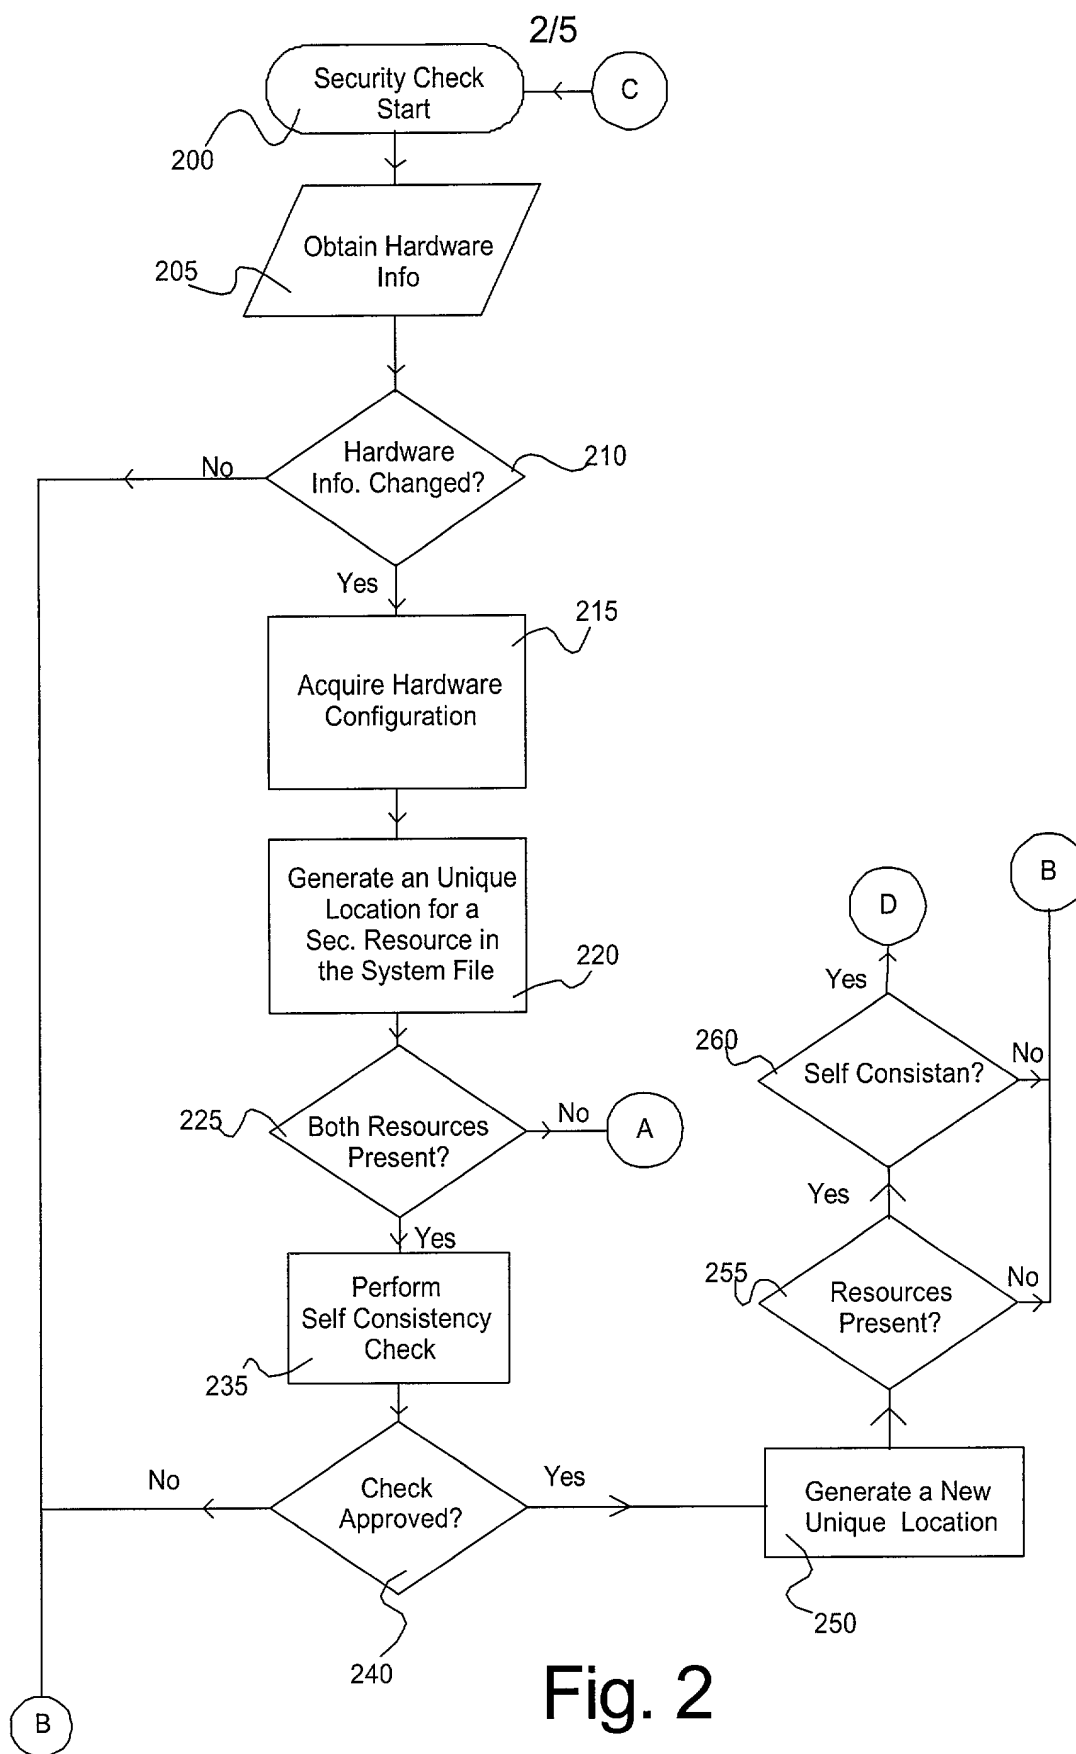 2/5
Security Check
Start
C
200
Obtain Hardware
Info
205
Hardware
Info. Changed?
210
No
Yes
215
Acquire Hardware
Configuration
Generate an Unique
Location for a
Sec. Resource in
the System File
220
225
Both Resources
Present?
No
A
Yes
Perform
Self Consistency
Check
235
Check
Approved?
No
Yes
240
Generate a New
Unique Location
250
255
Resources
Present?
No
Yes
260
Self Consistan?
No
Yes
D
B
B
Fig. 2